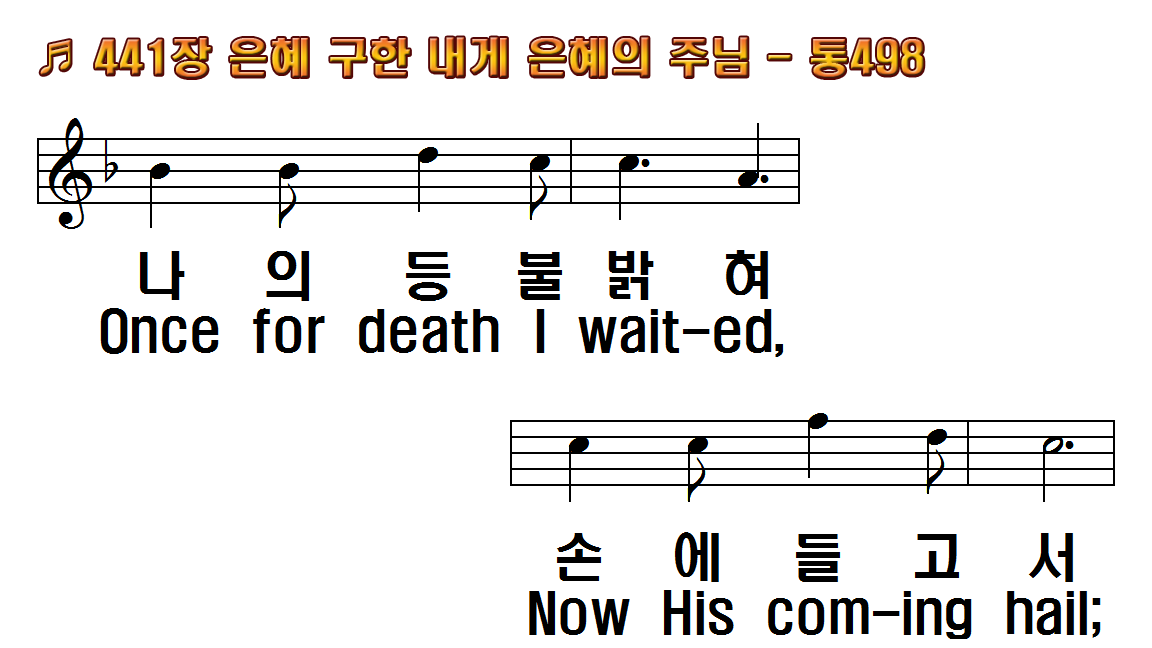 ♬ 441장 은혜 구한 내게 은혜의 주님 - 통498
나 의 등 불 밝 혀
Once for death I wait-ed,
손 에 들 고 서
Now His com-ing hail;